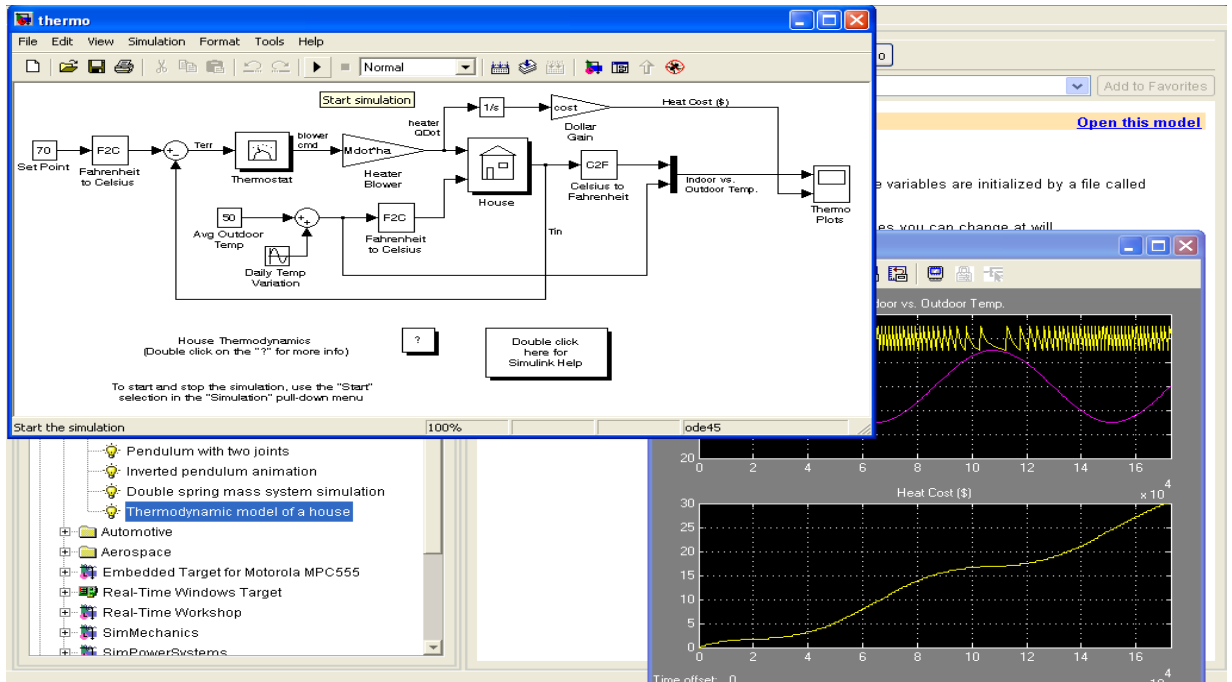 thermo
File Edit View Simulation Format Tools Help
Normal
Start simulation
70
Set Point
F2C
Fahrenheit
to Celsius
Terr
Thermostat
blower
cmd
Mdot*ha
Heater
Blower
heater
QDot
1/s
cost
Dollar
Gain
Heat Cost ($)
House
C2F
Celsius to
Fahrenheit
Indoor vs.
Outdoor Temp.
Thermo
Plots
50
Avg Outdoor
Temp
F2C
Fahrenheit
to Celsius
Daily Temp
Variation
Tin
House Thermodynamics
(Double click on the "?" for more info)
?
Double click
here for
Simulink Help
To start and stop the simulation, use the "Start"
selection in the "Simulation" pull-down menu
Start the simulation 100% ode45
Add to Favorites
Open this model
variables are initialized by a file called
you can change at will
Pendulum with two joints
Inverted pendulum animation
Double spring mass system simulation
Thermodynamic model of a house
Automotive
Aerospace
Embedded Target for Motorola MPC555
Real-Time Windows Target
Real-Time Workshop
SimMechanics
SimPowerSystems
vs. Outdoor Temp.
20
0 2 4 6 8 10 12 14 16
x 10 4
Heat Cost ($)
30
25
20
15
10
5
0
0 2 4 6 8 10 12 14 16
Time offset: 0